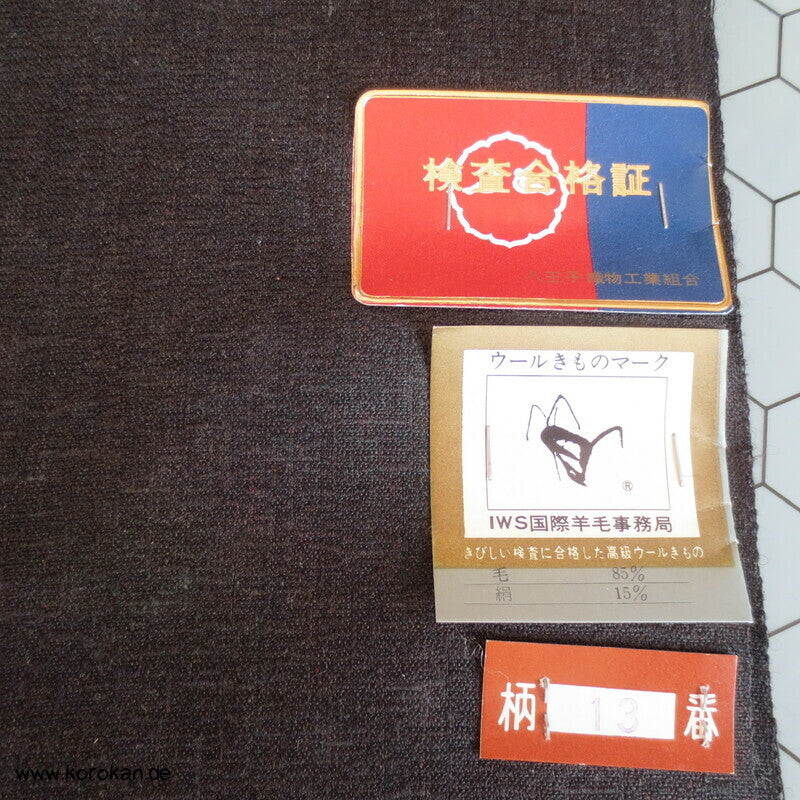 検査合格証
八王子織物工業組合
ウールきものマーク
®
IWS国際羊毛事務局
きびしい検査に合格した高級ウールきもの
毛 85%
絹 15%
柄 13 番
www.korokan.de